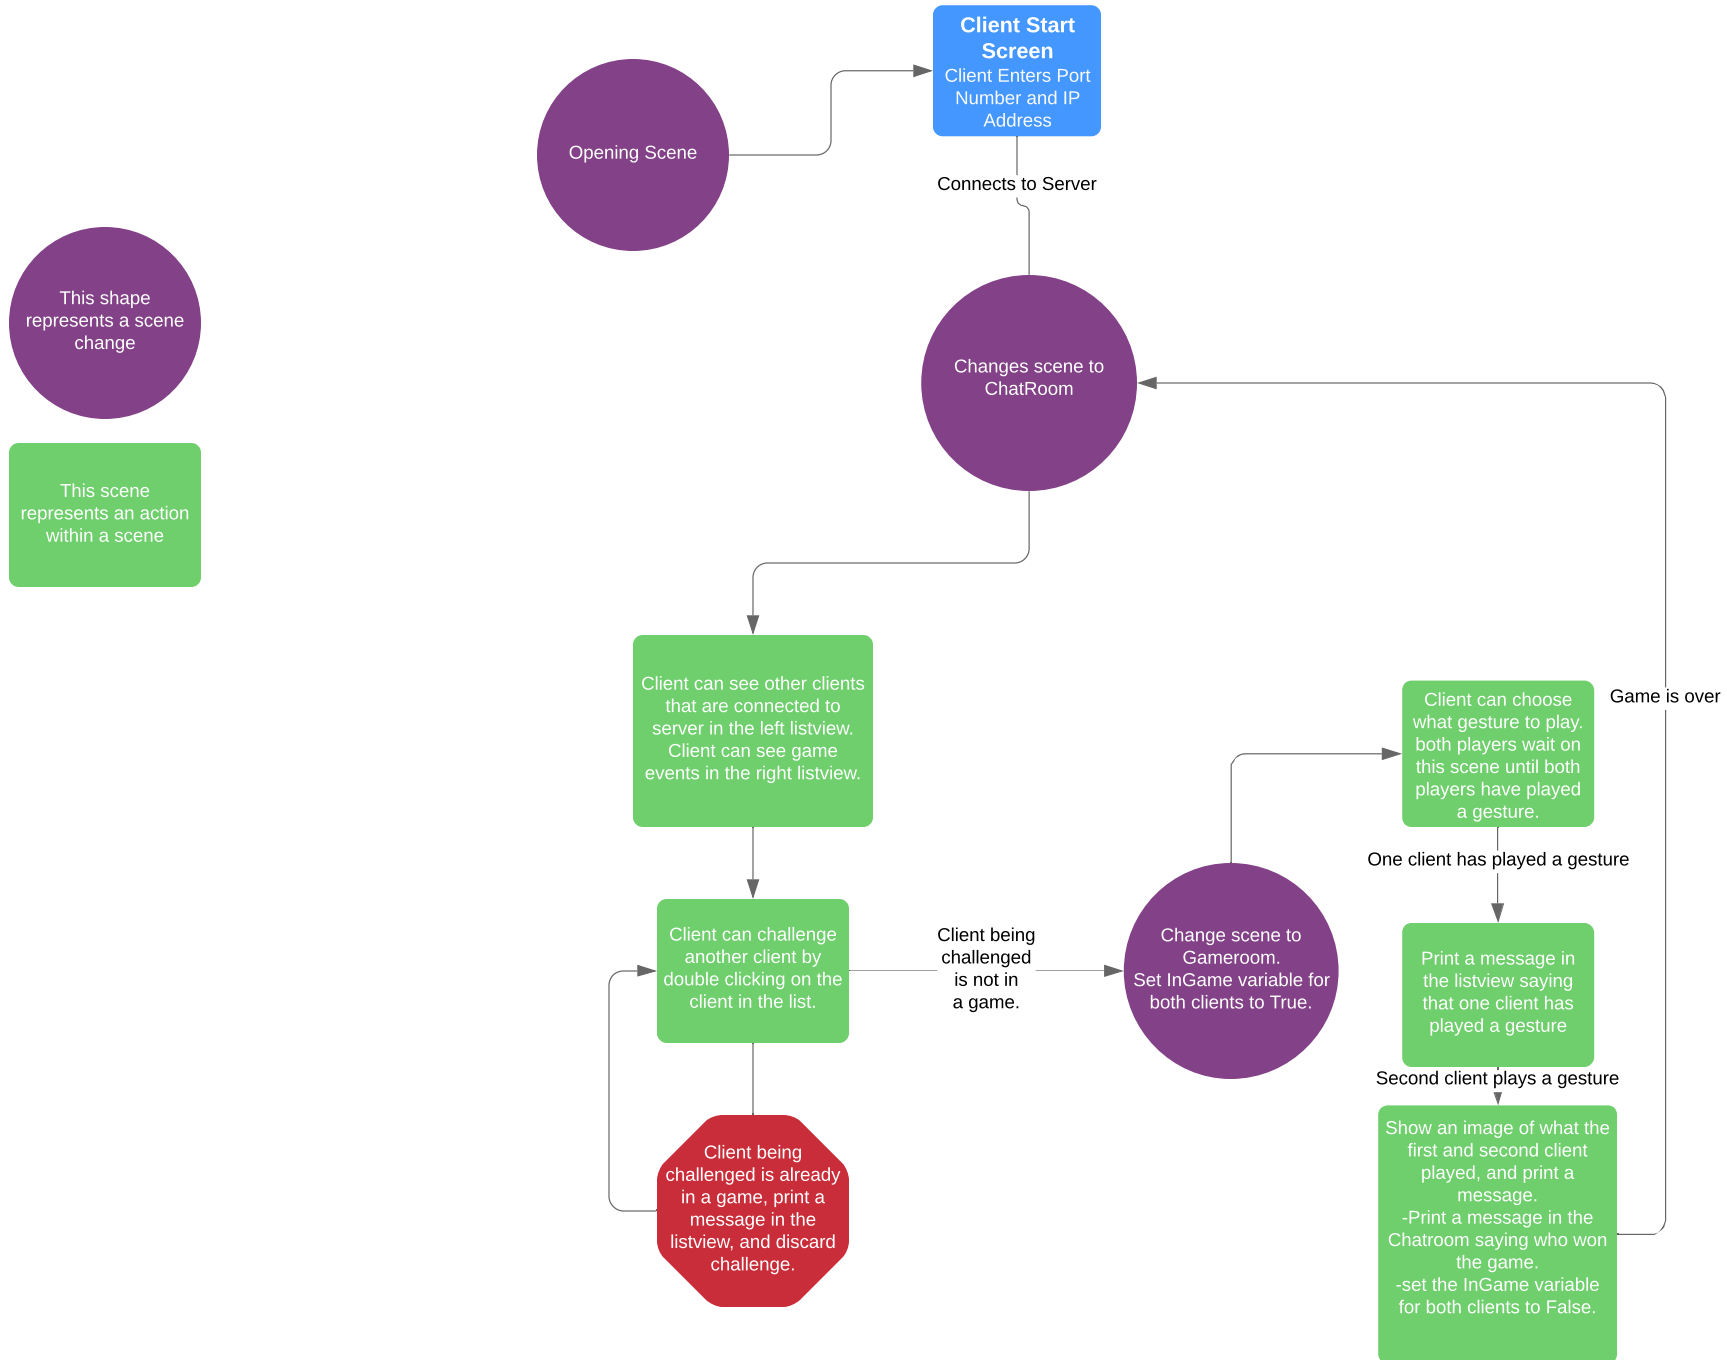 Client Start
Screen
Client Enters Port
Number and IP
Address
Opening Scene
Connects to Server
This shape
represents a scene
change
Changes scene to
ChatRoom
This scene
represents an action
within a scene
Client can see other clients
that are connected to
server in the left listview.
Client can see game
events in the right listview.
Game is over
Client can choose
what gesture to play.
both players wait on
this scene until both
players have played
a gesture.
One client has played a gesture
Client can challenge
another client by
double clicking on the
client in the list.
Client being
challenged
is not in
a game.
Change scene to
Gameroom.
Set InGame variable for
both clients to True.
Print a message in
the listview saying
that one client has
played a gesture
Second client plays a gesture
Client being
challenged is already
in a game, print a
message in the
listview, and discard
challenge.
Show an image of what the
first and second client
played, and print a
message.
-Print a message in the
Chatroom saying who won
the game.
-set the InGame variable
for both clients to False.